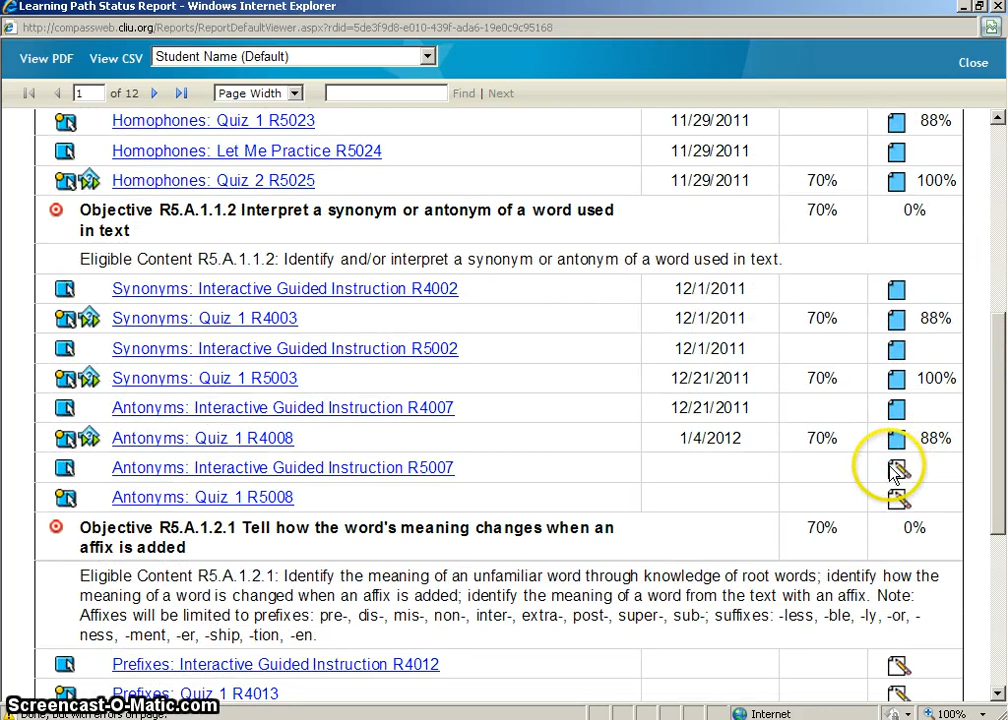 Learning Path Status Report - Windows Internet Explorer
http://compassweb.cliu.org/Reports/ReportDefaultViewer.aspx?rdid=5de3f9d8-e010-439f-ada6-19e0c9c95168
View PDF View CSV Student Name (Default) Close
1 of 12 Page Width Find | Next
Homophones: Quiz 1 R5023 11/29/2011 88%
Homophones: Let Me Practice R5024 11/29/2011
Homophones: Quiz 2 R5025 11/29/2011 70% 100%
Objective R5.A.1.1.2 Interpret a synonym or antonym of a word used 70% 0%
in text
Eligible Content R5.A.1.1.2: Identify and/or interpret a synonym or antonym of a word used in text.
Synonyms: Interactive Guided Instruction R4002 12/1/2011
Synonyms: Quiz 1 R4003 12/1/2011 70% 88%
Synonyms: Interactive Guided Instruction R5002 12/1/2011
Synonyms: Quiz 1 R5003 12/21/2011 70% 100%
Antonyms: Interactive Guided Instruction R4007 12/21/2011
Antonyms: Quiz 1 R4008 1/4/2012 70% 88%
Antonyms: Interactive Guided Instruction R5007
Antonyms: Quiz 1 R5008
Objective R5.A.1.2.1 Tell how the word's meaning changes when an 70% 0%
affix is added
Eligible Content R5.A.1.2.1: Identify the meaning of an unfamiliar word through knowledge of root words; identify how the
meaning of a word is changed when an affix is added; identify the meaning of a word from the text with an affix. Note:
Affixes will be limited to prefixes: pre-, dis-, mis-, non-, inter-, extra-, post-, super-, sub-; suffixes: -less, -ble, -ly, -or, -
ness, -ment, -er, -ship, -tion, -en.
Prefixes: Interactive Guided Instruction R4012
Prefixes: Quiz 1 R4013
Screencast-O-Matic.com
Done, but with errors on page. Internet 100%